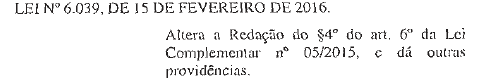 LEI Nº 6.039, DE 15 DE FEVEREIRO DE 2016.
Altera a Redação do §4º do art. 6º da Lei
Complementar nº 05/2015, e dá outras
providências.